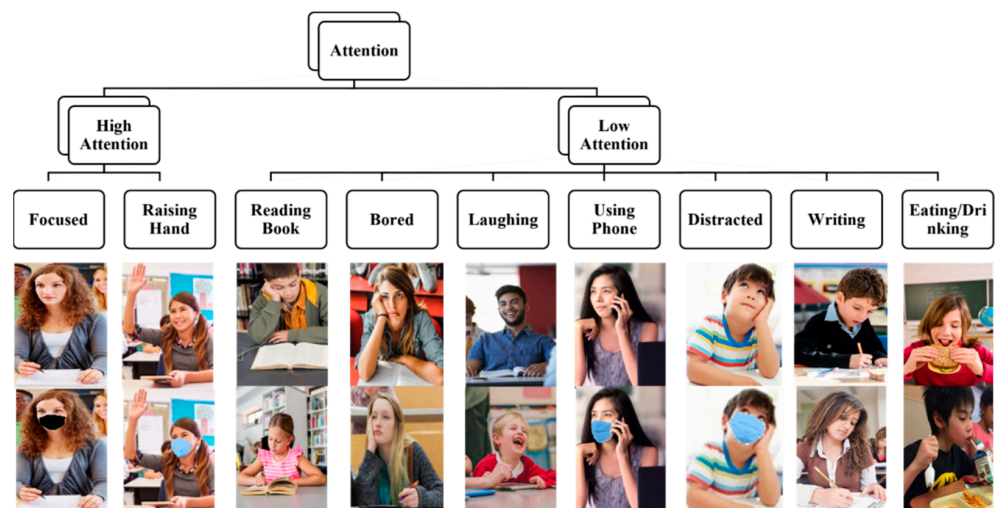 Attention
High
Attention
Low
Attention
Focused
Raising
Hand
Reading
Book
Bored
Laughing
Using
Phone
Distracted
Writing
Eating/Dri
nking